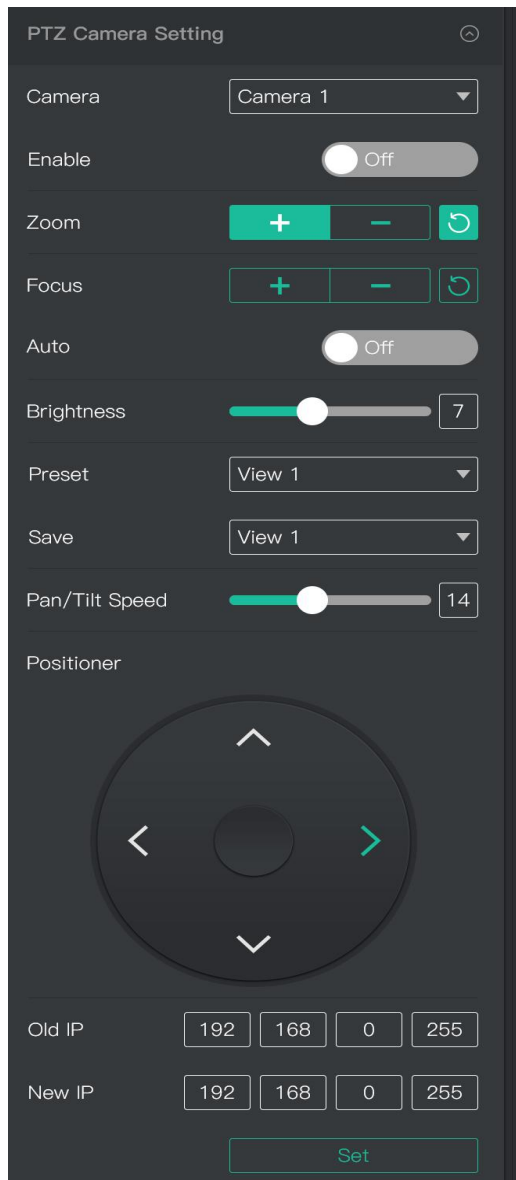 PTZ Camera Setting
Camera Camera 1
Enable Off
Zoom + −
Focus + −
Auto Off
Brightness 7
Preset View 1
Save View 1
Pan/Tilt Speed 14
Positioner
Old IP 192 168 0 255
New IP 192 168 0 255
Set